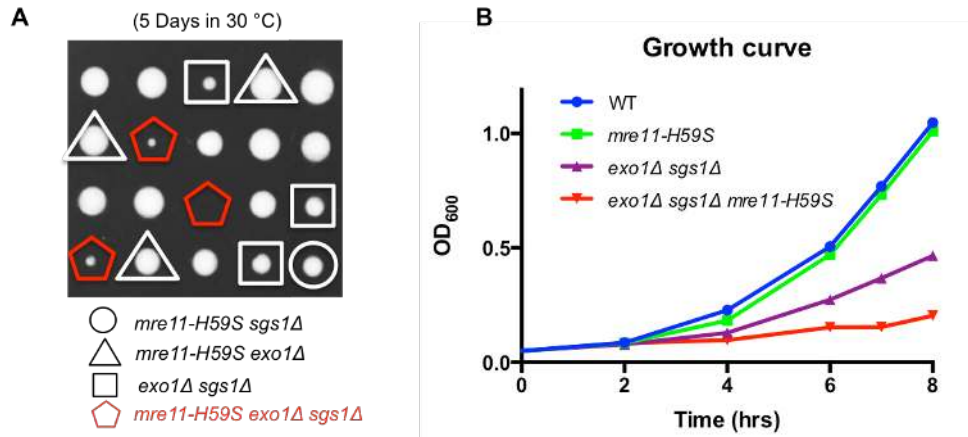 A
(5 Days in 30 °C)
mre11-H59S sgs1Δ
mre11-H59S exo1Δ
exo1Δ sgs1Δ
mre11-H59S exo1Δ sgs1Δ
B
Growth curve
WT
mre11-H59S
exo1Δ sgs1Δ
exo1Δ sgs1Δ mre11-H59S
OD600
1.0
0.5
0.0
0 2 4 6 8
Time (hrs)